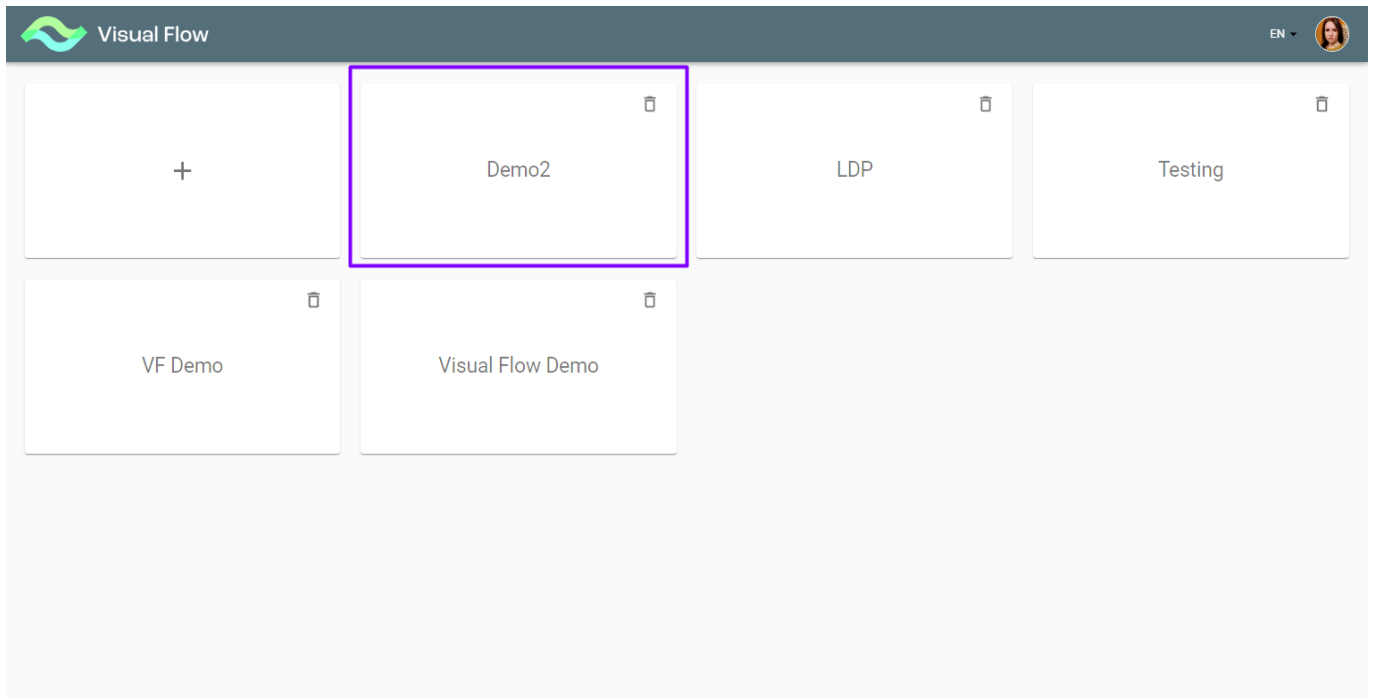 Visual Flow
EN
+
Demo2
LDP
Testing
VF Demo
Visual Flow Demo